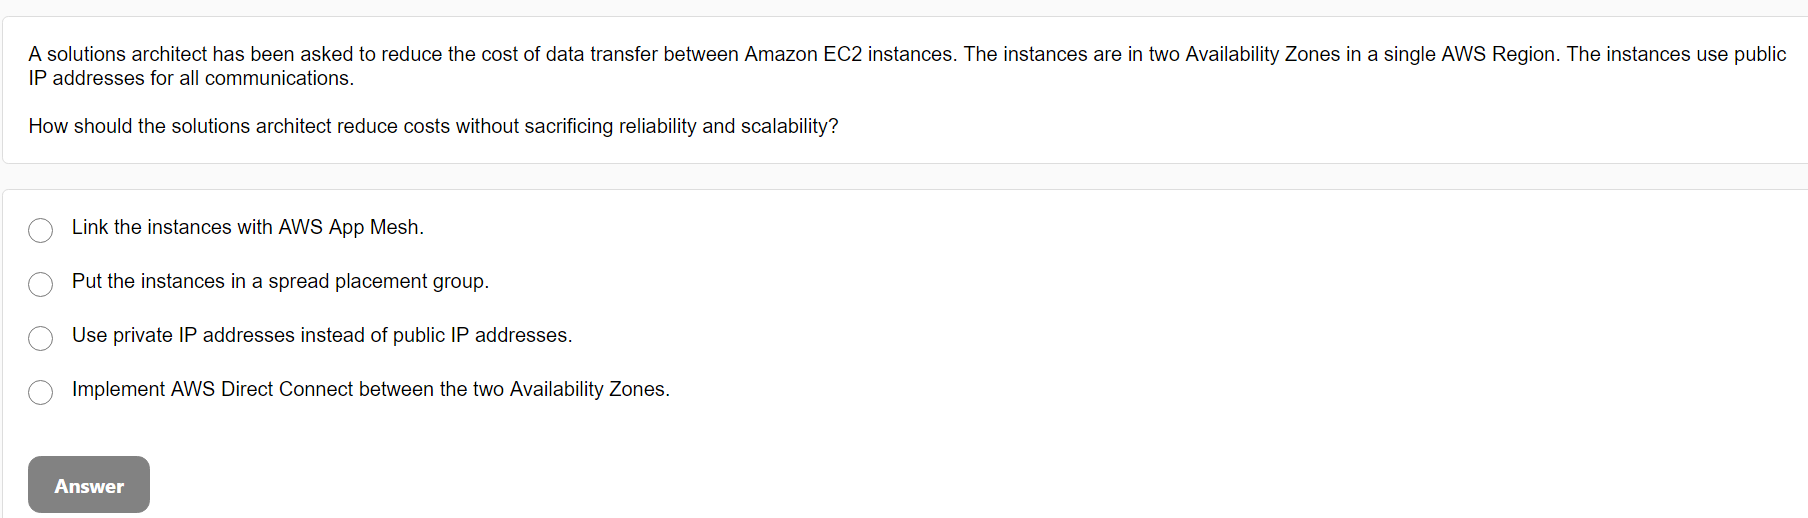 A solutions architect has been asked to reduce the cost of data transfer between Amazon EC2 instances. The instances are in two Availability Zones in a single AWS Region. The instances use public
IP addresses for all communications.
How should the solutions architect reduce costs without sacrificing reliability and scalability?
Link the instances with AWS App Mesh.
Put the instances in a spread placement group.
Use private IP addresses instead of public IP addresses.
Implement AWS Direct Connect between the two Availability Zones.
Answer